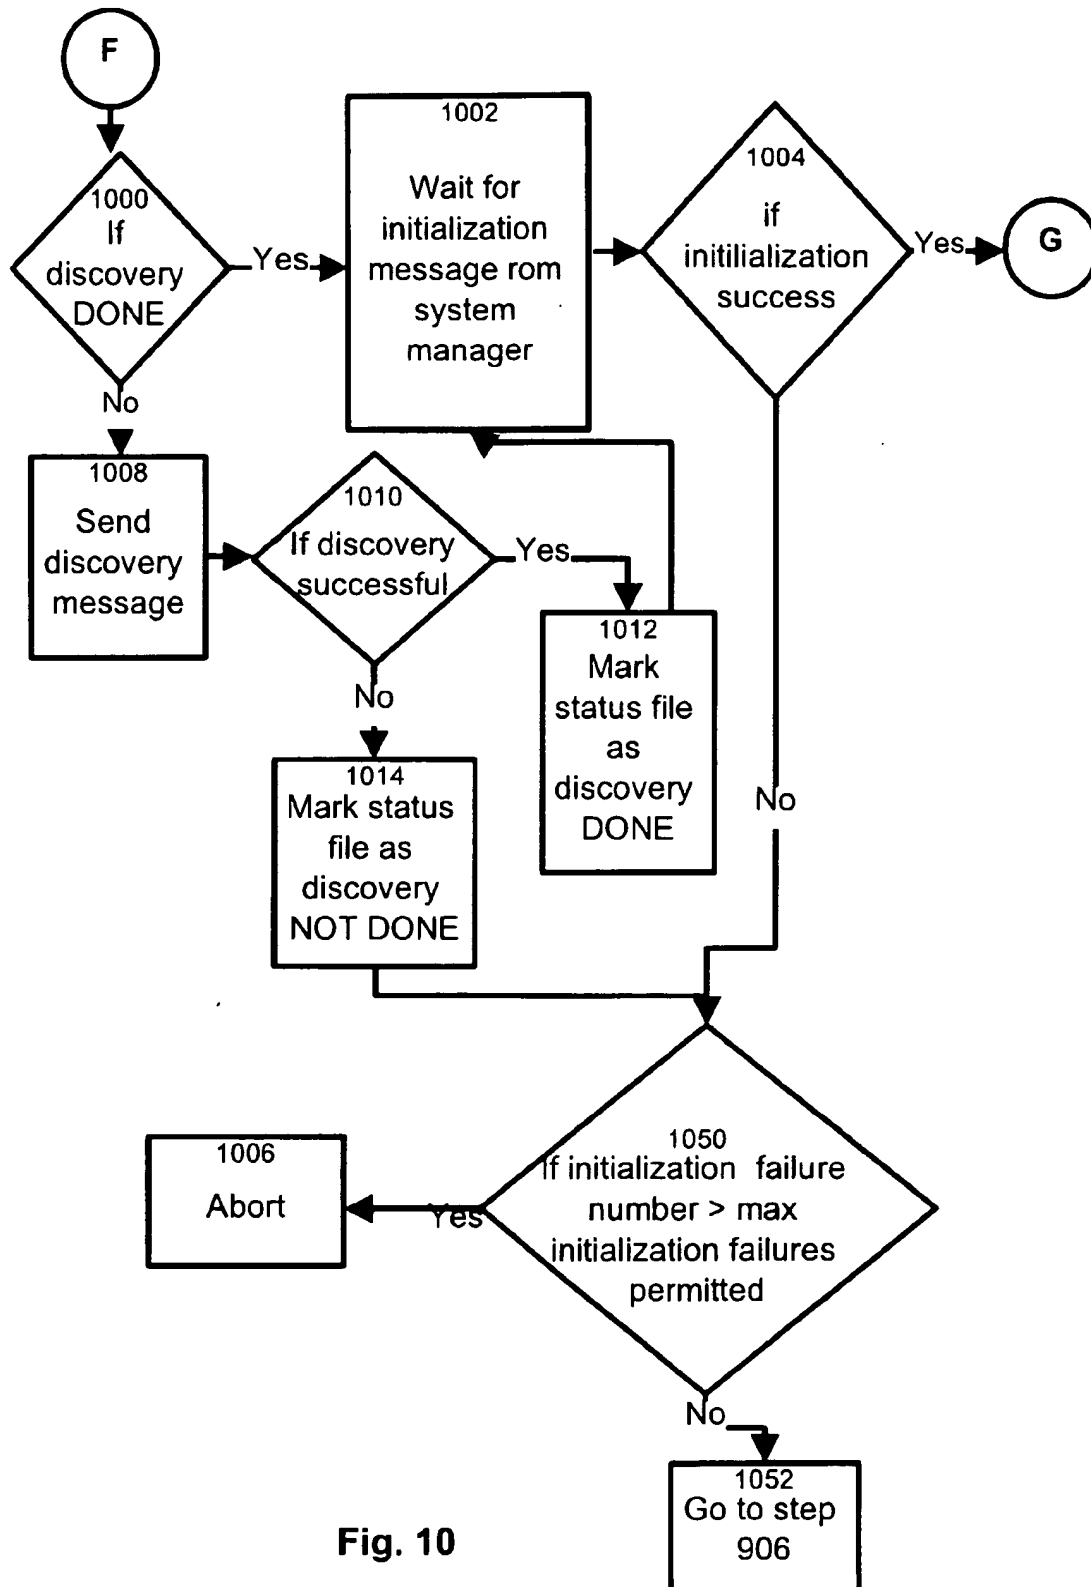 F
1000
If
discovery
DONE
Yes
No
1002
Wait for
initialization
message rom
system
manager
1004
if
initilialization
success
Yes
G
No
1008
Send
discovery
message
1010
If discovery
successful
Yes
No
1012
Mark
status file
as
discovery
DONE
1014
Mark status
file as
discovery
NOT DONE
1050
If initialization failure
number > max
initialization failures
permitted
Yes
No
1006
Abort
1052
Go to step
906
Fig. 10